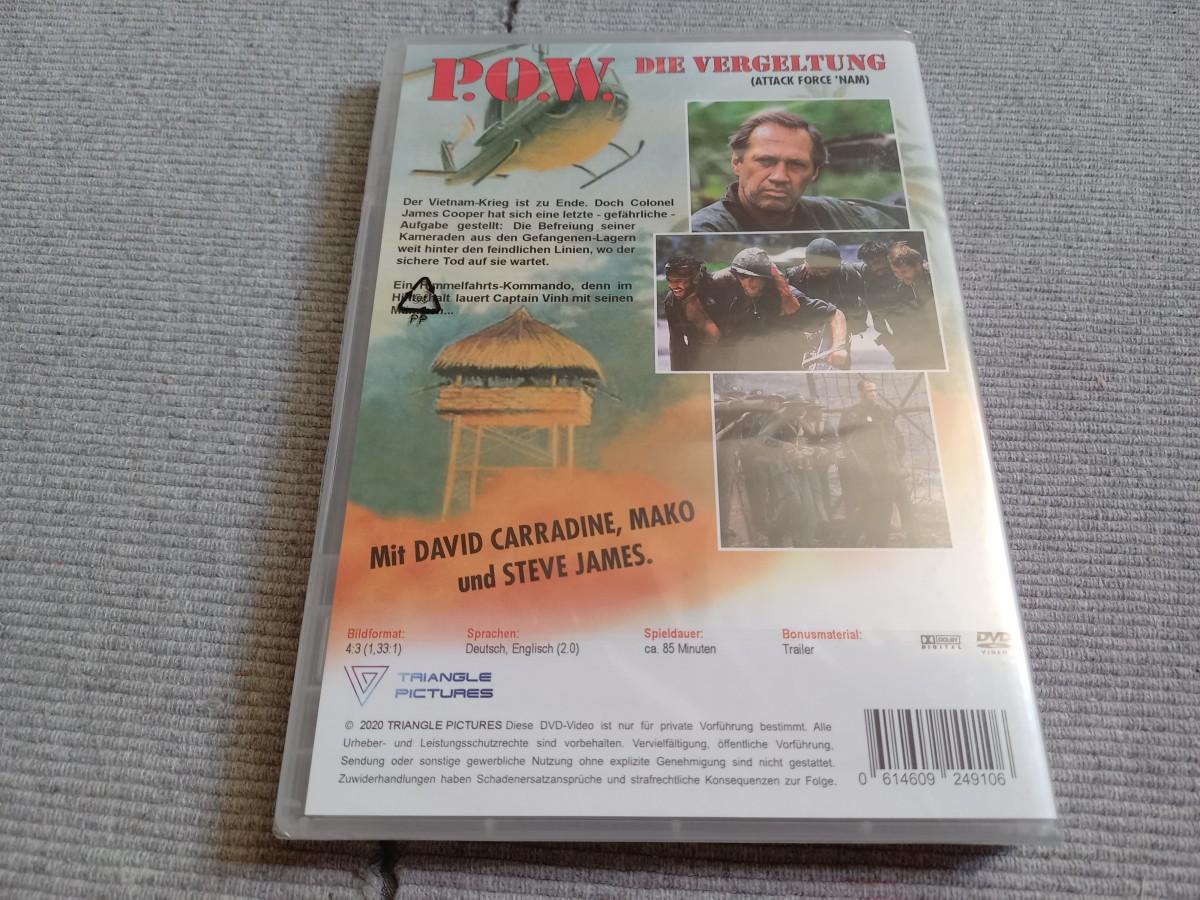 P.O.W. DIE VERGELTUNG
(ATTACK FORCE 'NAM)
Der Vietnam-Krieg ist zu Ende. Doch Colonel
James Cooper hat sich eine letzte - gefährliche -
Aufgabe gestellt: Die Befreiung seiner
Kameraden aus den Gefangenen-Lagern
weit hinter den feindlichen Linien, wo der
sichere Tod auf sie wartet.
Ein Himmelfahrts-Kommando, denn im
Hinterhalt lauert Captain Vinh mit seinen
PP
Mit DAVID CARRADINE, MAKO
und STEVE JAMES.
Bildformat:
4:3 (1,33:1)
Sprachen:
Deutsch, Englisch (2.0)
Spieldauer:
ca. 85 Minuten
Bonusmaterial:
Trailer
DOLBY
DIGITAL
DVD
VIDEO
TRIANGLE
PICTURES
© 2020 TRIANGLE PICTURES Diese DVD-Video ist nur für private Vorführung bestimmt. Alle
Urheber- und Leistungsschutzrechte sind vorbehalten. Vervielfältigung, öffentliche Vorführung,
Sendung oder sonstige gewerbliche Nutzung ohne explizite Genehmigung sind nicht gestattet.
Zuwiderhandlungen haben Schadenersatzansprüche und strafrechtliche Konsequenzen zur Folge.
0 614609 249106